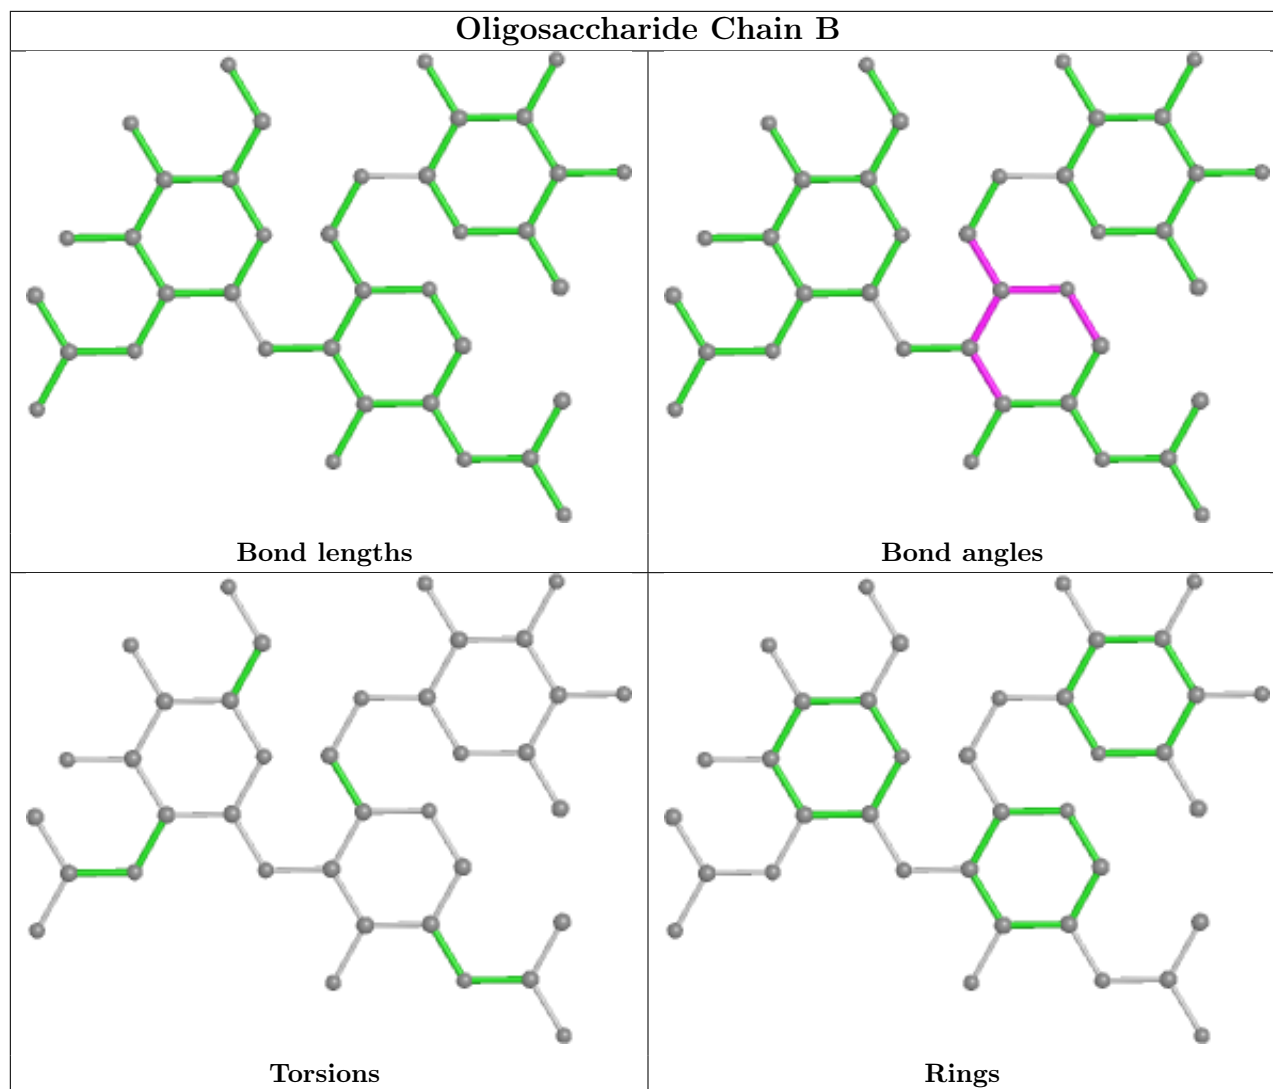 Oligosaccharide Chain B
Bond lengths
Bond angles
Torsions
Rings